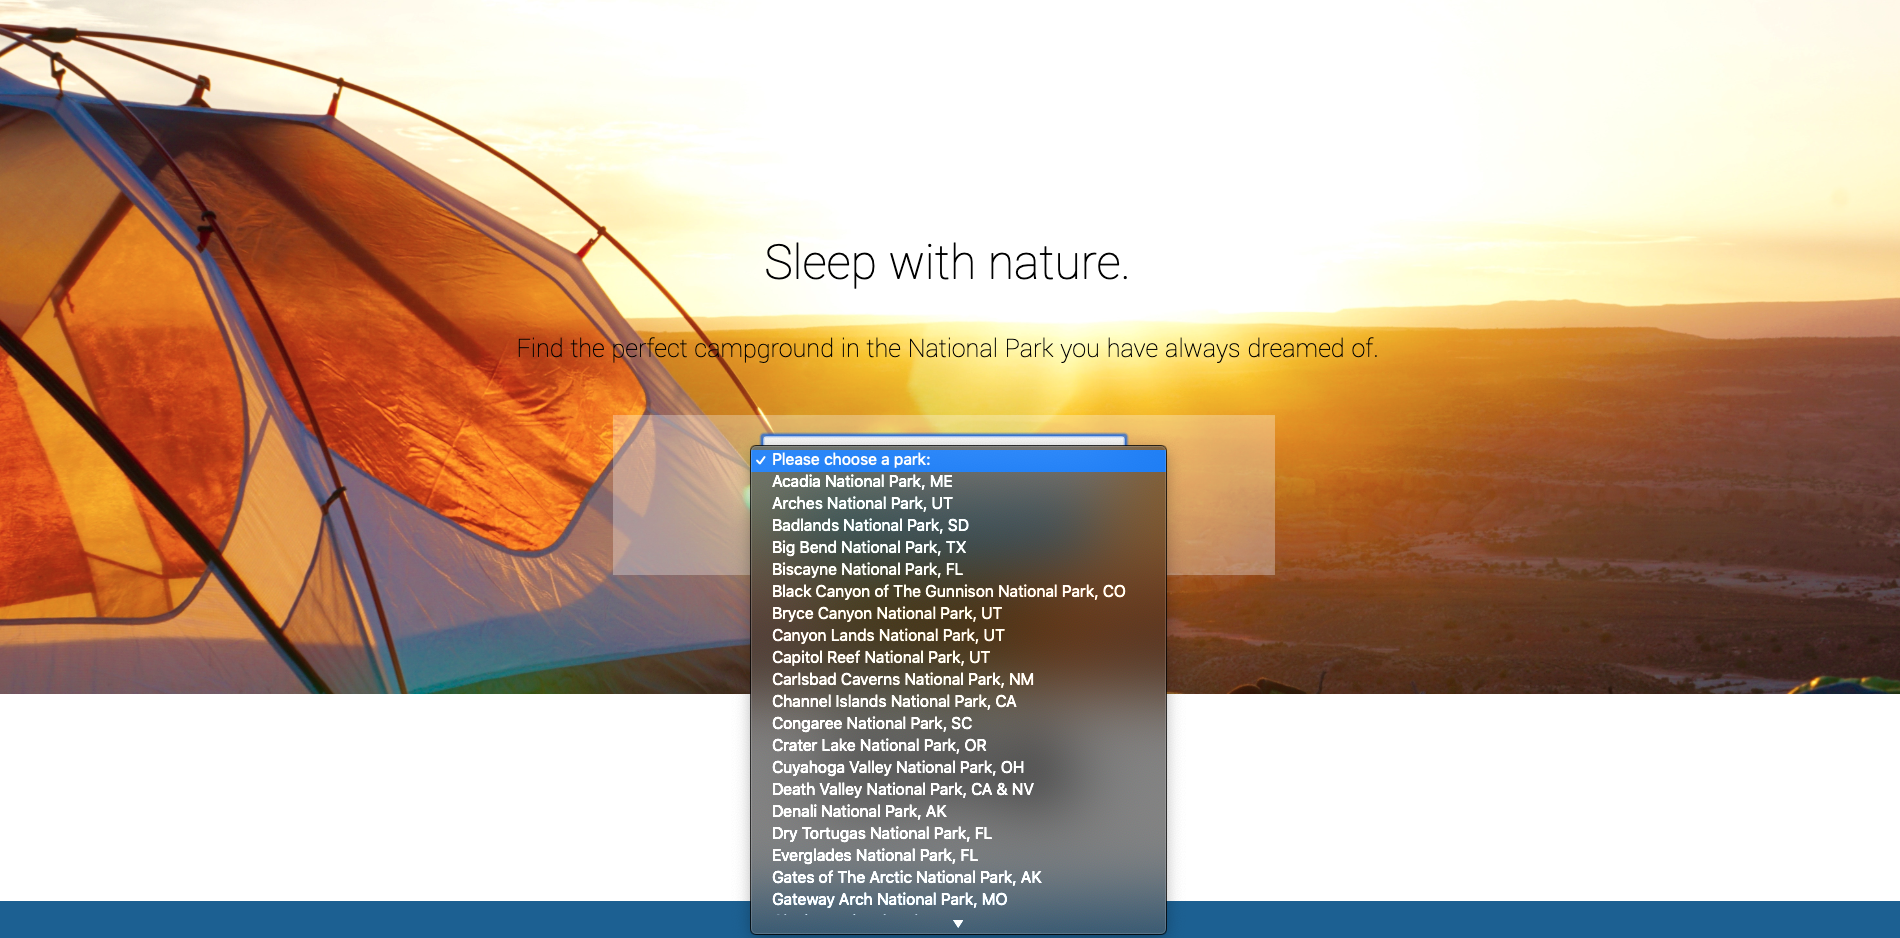 Sleep with nature.
Find the perfect campground in the National Park you have always dreamed of.
Please choose a park:
Acadia National Park, ME
Arches National Park, UT
Badlands National Park, SD
Big Bend National Park, TX
Biscayne National Park, FL
Black Canyon of The Gunnison National Park, CO
Bryce Canyon National Park, UT
Canyon Lands National Park, UT
Capitol Reef National Park, UT
Carlsbad Caverns National Park, NM
Channel Islands National Park, CA
Congaree National Park, SC
Crater Lake National Park, OR
Cuyahoga Valley National Park, OH
Death Valley National Park, CA & NV
Denali National Park, AK
Dry Tortugas National Park, FL
Everglades National Park, FL
Gates of The Arctic National Park, AK
Gateway Arch National Park, MO